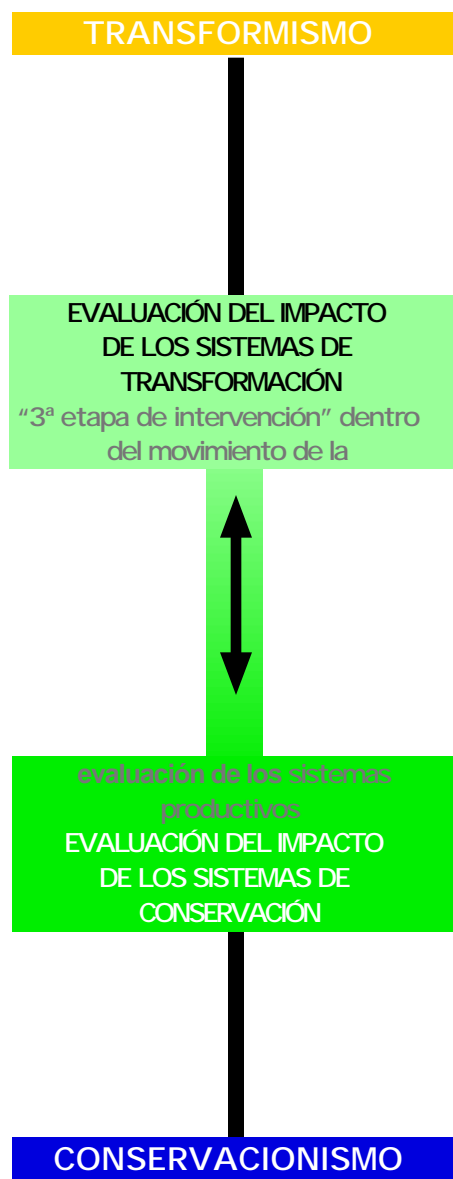 TRANSFORMISMO
EVALUACIÓN DEL IMPACTO
DE LOS SISTEMAS DE
TRANSFORMACIÓN
“3ª etapa de intervención” dentro
del movimiento de la
evaluación de los sistemas
productivos
EVALUACIÓN DEL IMPACTO
DE LOS SISTEMAS DE
CONSERVACIÓN
CONSERVACIONISMO